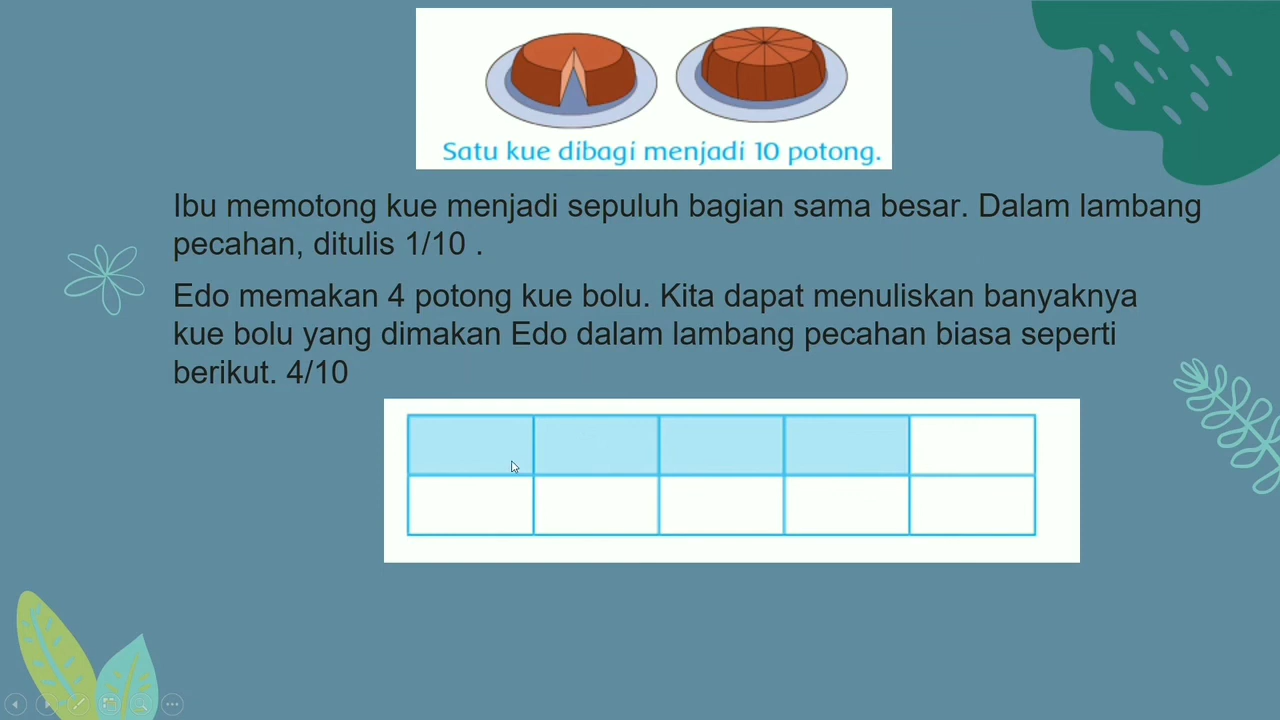 Satu kue dibagi menjadi 10 potong.
Ibu memotong kue menjadi sepuluh bagian sama besar. Dalam lambang
pecahan, ditulis 1/10 .
Edo memakan 4 potong kue bolu. Kita dapat menuliskan banyaknya
kue bolu yang dimakan Edo dalam lambang pecahan biasa seperti
berikut. 4/10